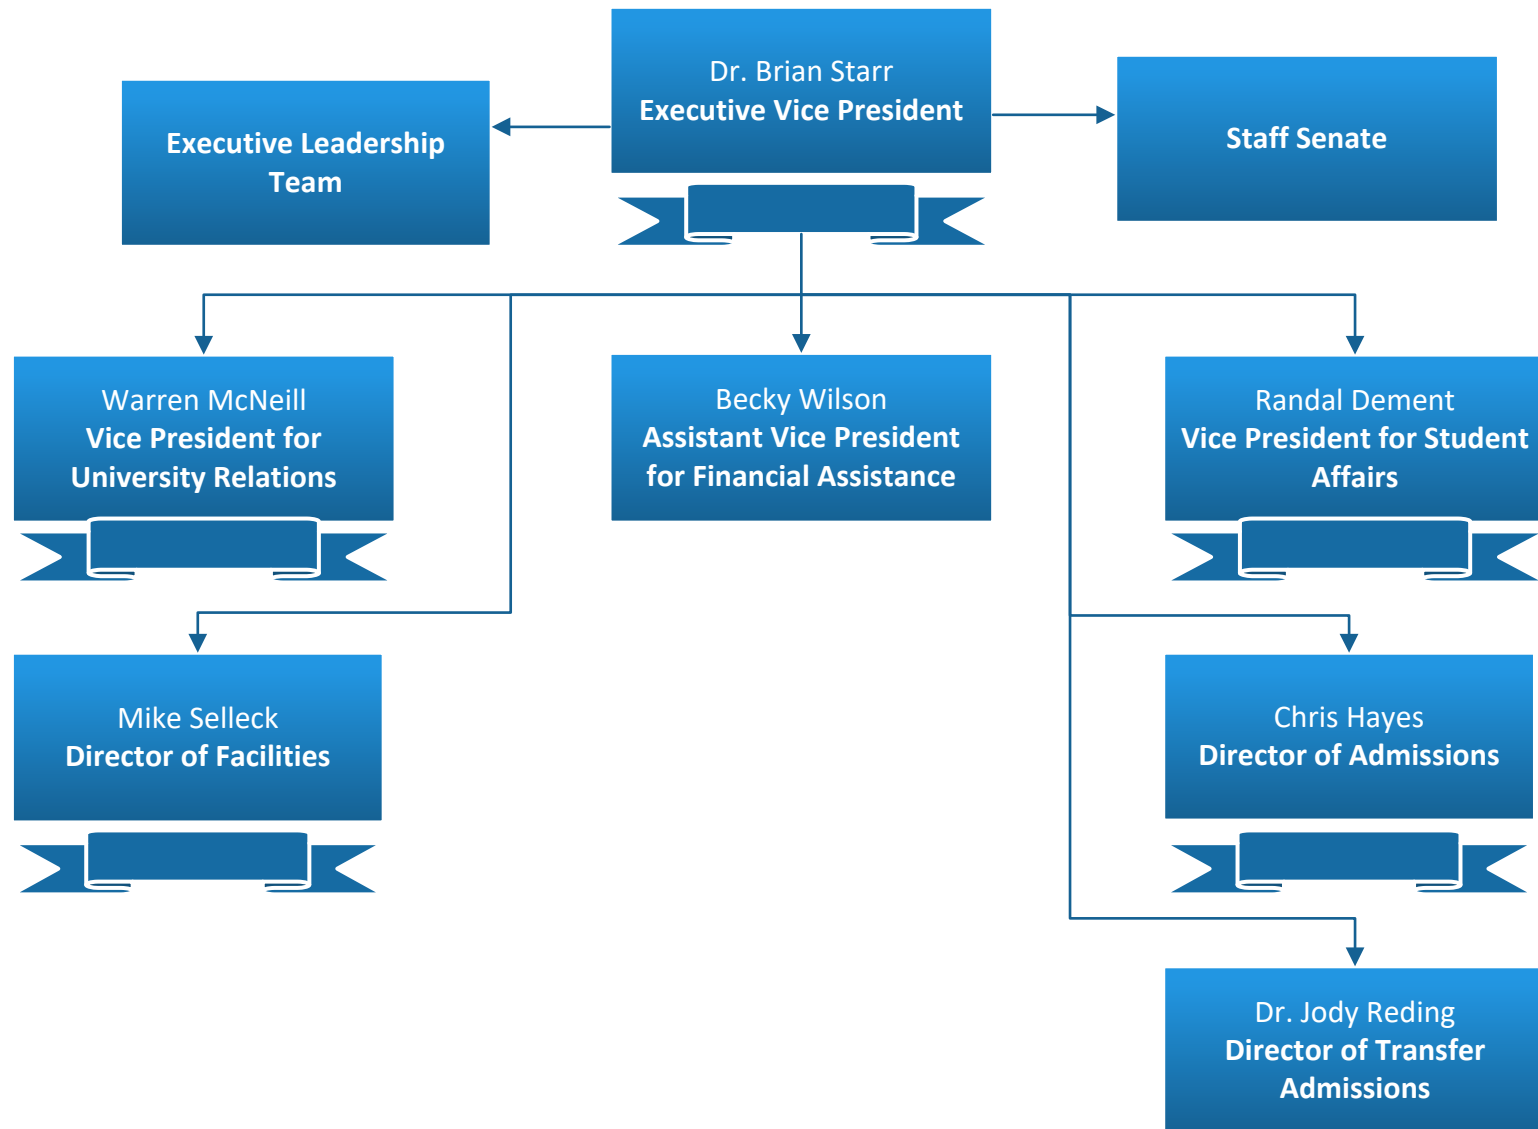 Dr. Brian Starr
Executive Vice President
Executive Leadership
Team
Staff Senate
Warren McNeill
Vice President for
University Relations
Becky Wilson
Assistant Vice President
for Financial Assistance
Randal Dement
Vice President for Student
Affairs
Mike Selleck
Director of Facilities
Chris Hayes
Director of Admissions
Dr. Jody Reding
Director of Transfer
Admissions